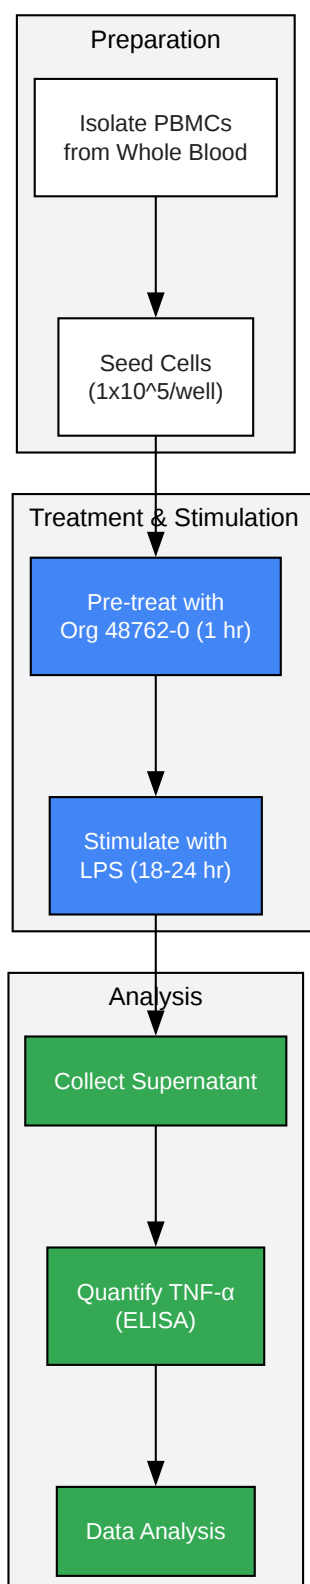 Preparation
Isolate PBMCs
from Whole Blood
Seed Cells
(1x10^5/well)
Treatment & Stimulation
Pre-treat with
Org 48762-0 (1 hr)
Stimulate with
LPS (18-24 hr)
Analysis
Collect Supernatant
Quantify TNF-α
(ELISA)
Data Analysis